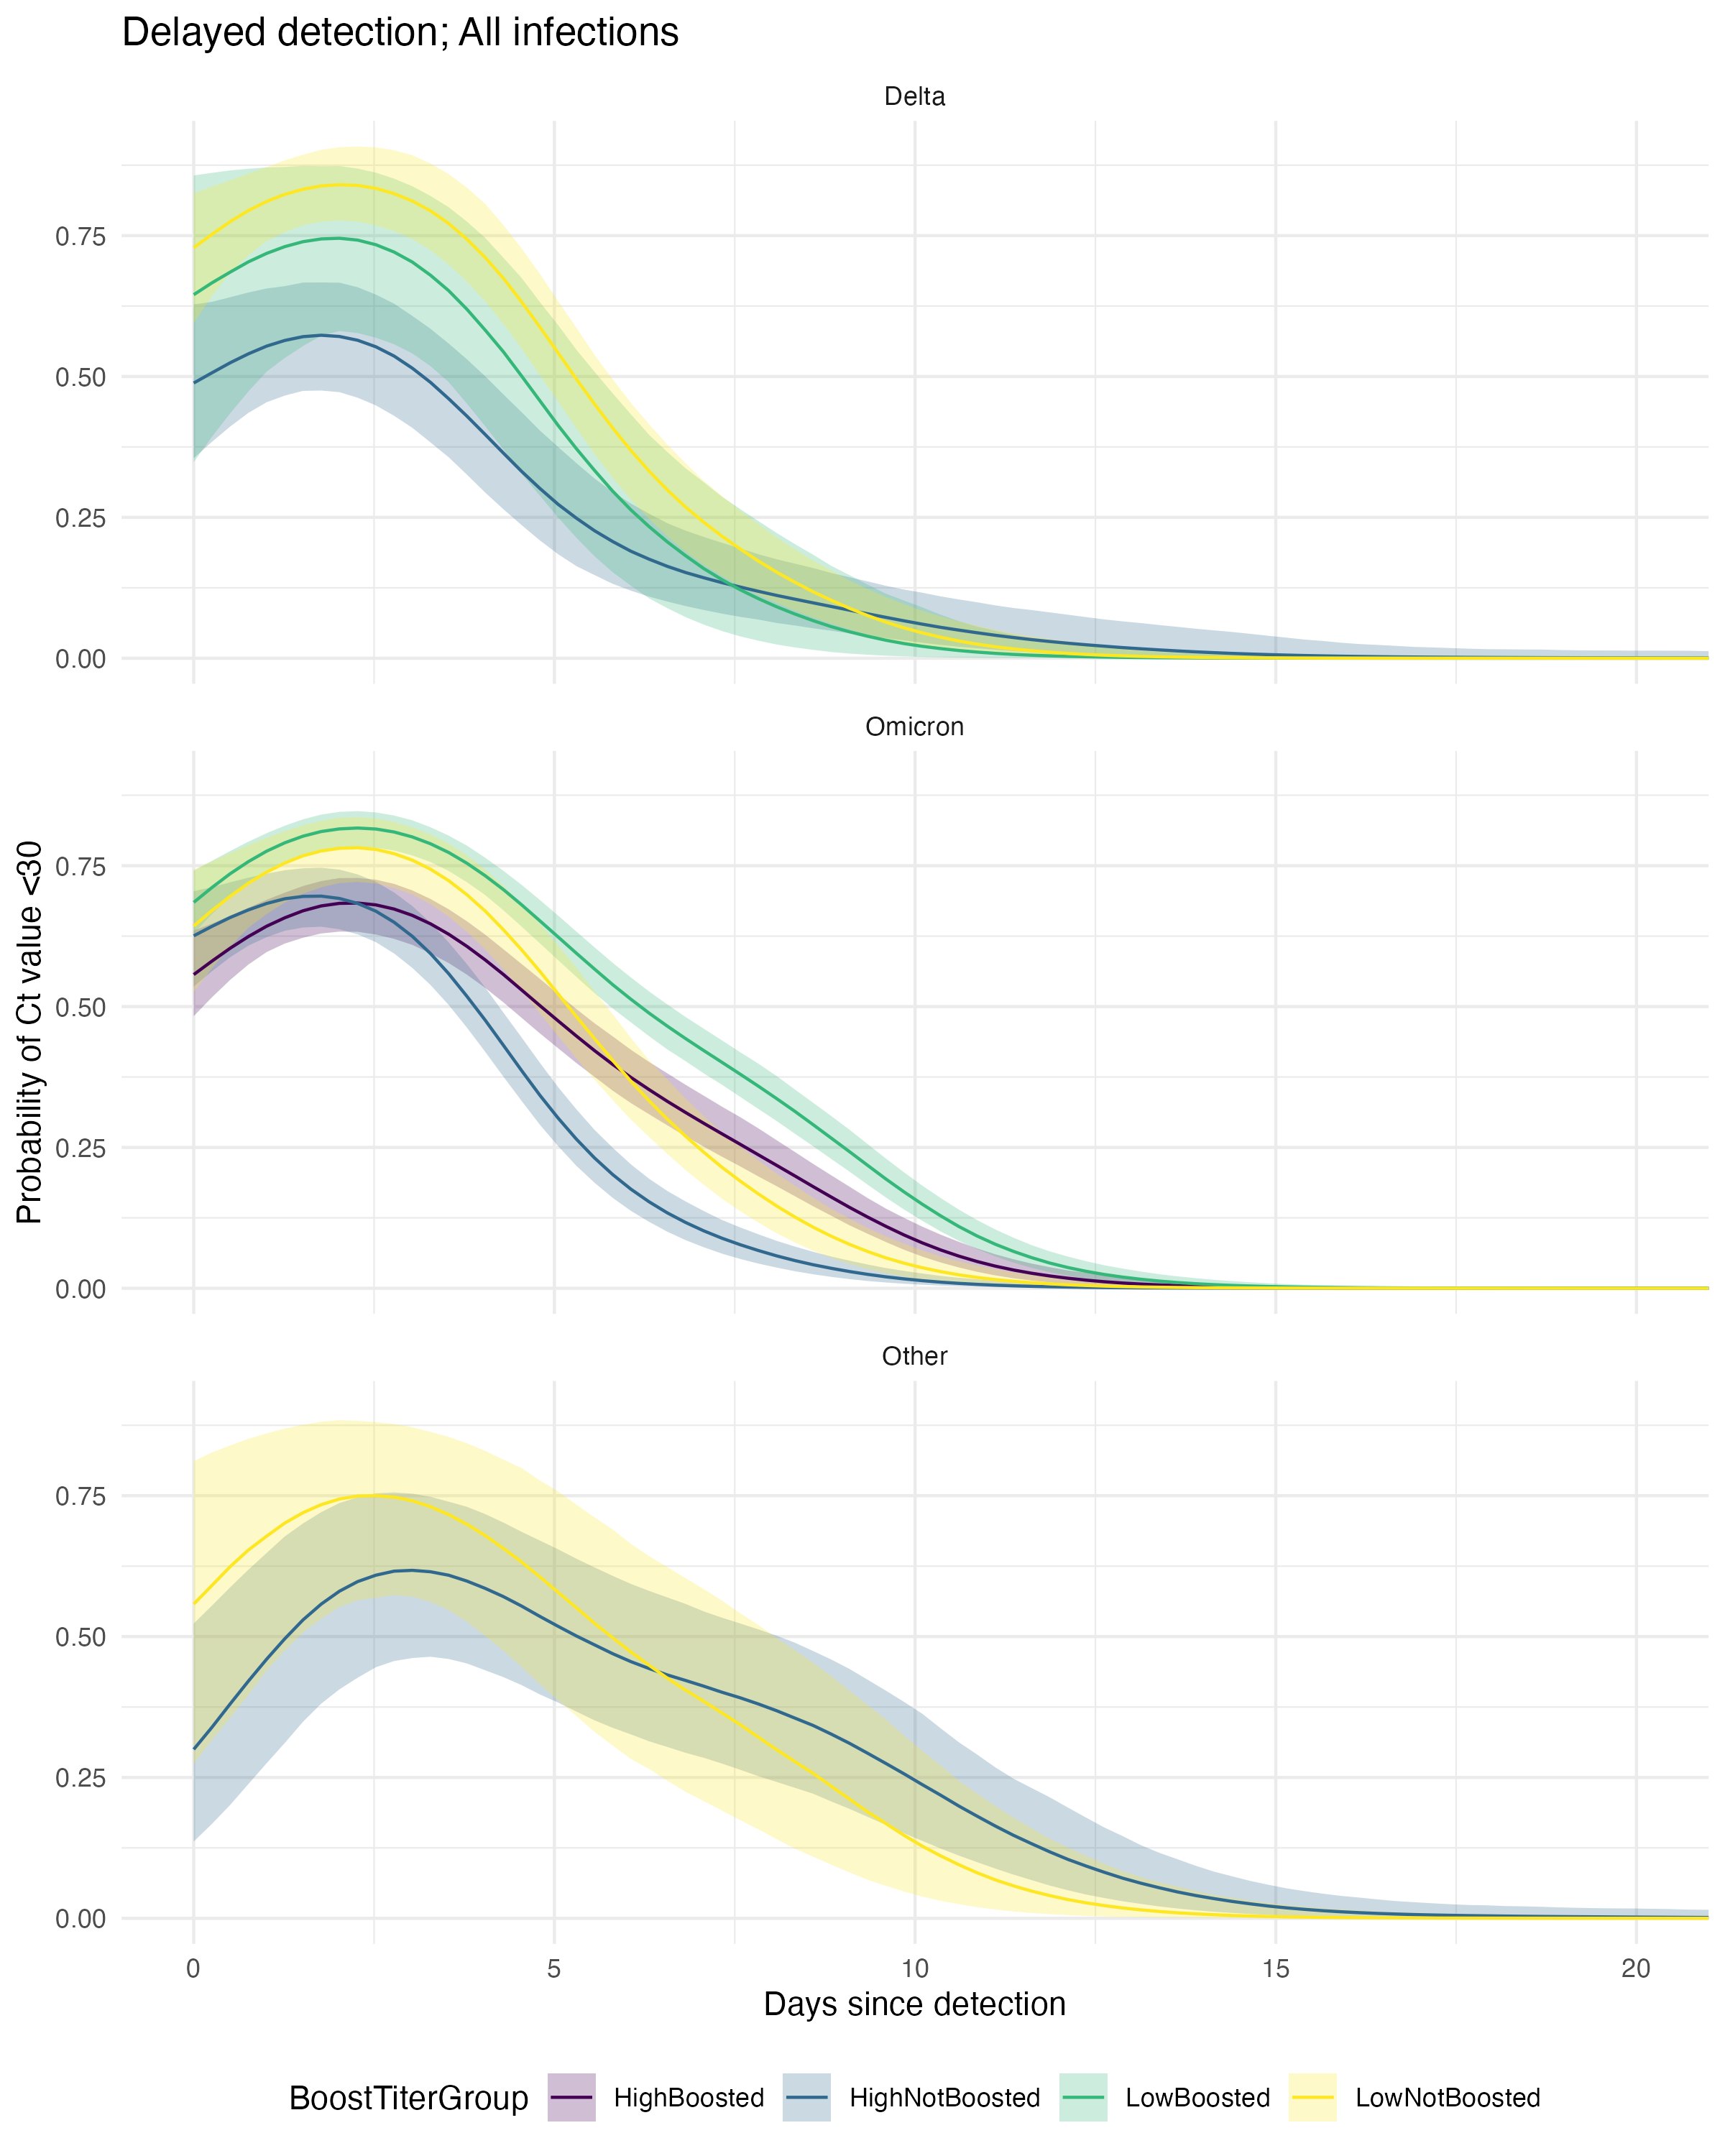 Delayed detection; All infections
Delta
0.75
0.50
0.25
0.00
Omicron
0.75
0.50
0.25
0.00
Probability of Ct value <30
Other
0.75
0.50
0.25
0.00
0 5 10 15 20
Days since detection
BoostTiterGroup HighBoosted HighNotBoosted LowBoosted LowNotBoosted